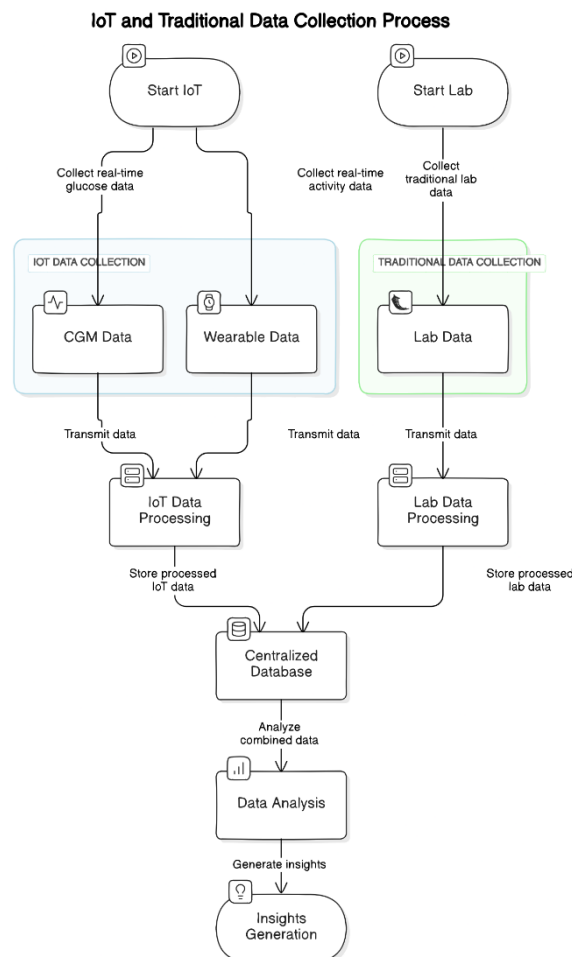 IoT and Traditional Data Collection Process
Start IoT
Start Lab
Collect real-time
glucose data
Collect real-time
activity data
Collect
traditional lab
data
IOT DATA COLLECTION
TRADITIONAL DATA COLLECTION
CGM Data
Wearable Data
Lab Data
Transmit data
Transmit data
Transmit data
IoT Data
Processing
Lab Data
Processing
Store processed
IoT data
Store processed
lab data
Centralized
Database
Analyze
combined data
Data Analysis
Generate insights
Insights
Generation